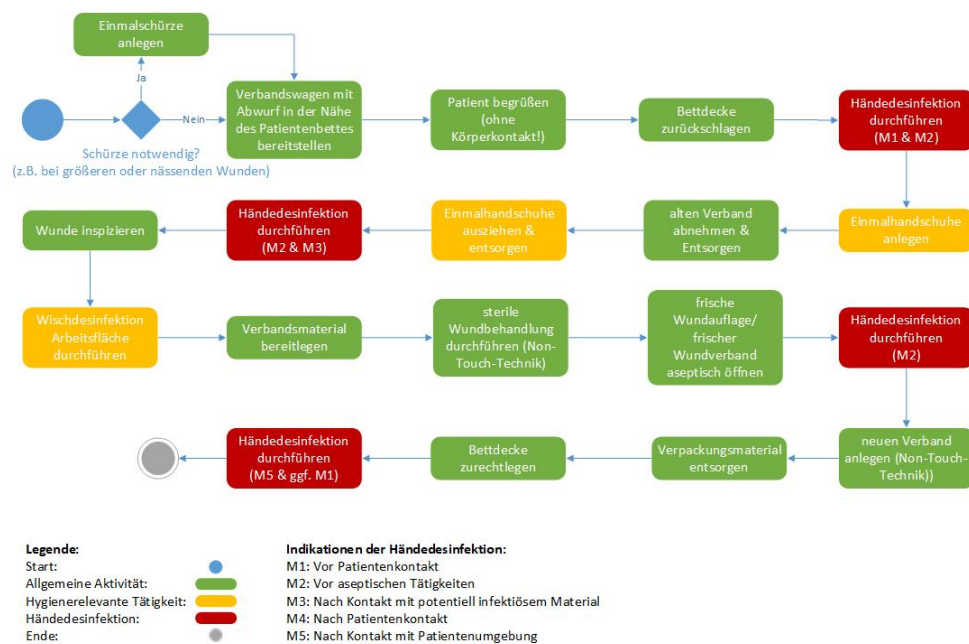 Einmalschürze
anlegen
Ja
Nein
Schürze notwendig?
(z.B. bei größeren oder nässenden Wunden)
Verbandswagen mit
Abwurf in der Nähe
des Patientenbettes
bereitstellen
Patient begrüßen
(ohne
Körperkontakt!)
Bettdecke
zurückschlagen
Händedesinfektion
durchführen
(M1 & M2)
Einmalhandschuhe
anlegen
alten Verband
abnehmen &
Entsorgen
Einmalhandschuhe
ausziehen &
entsorgen
Händedesinfektion
durchführen
(M2 & M3)
Wunde inspizieren
Wischdesinfektion
Arbeitsfläche
durchführen
Verbandsmaterial
bereitlegen
sterile
Wundbehandlung
durchführen (Non-
Touch-Technik)
frische
Wundauflage/
frischer
Wundverband
aseptisch öffnen
Händedesinfektion
durchführen
(M2)
neuen Verband
anlegen (Non-Touch-
Technik))
Verpackungsmaterial
entsorgen
Bettdecke
zurechtlegen
Händedesinfektion
durchführen
(M5 & ggf. M1)
Legende:
Start:
Allgemeine Aktivität:
Hygienerelevante Tätigkeit:
Händedesinfektion:
Ende:
Indikationen der Händedesinfektion:
M1: Vor Patientenkontakt
M2: Vor aseptischen Tätigkeiten
M3: Nach Kontakt mit potentiell infektiösem Material
M4: Nach Patientenkontakt
M5: Nach Kontakt mit Patientenumgebung